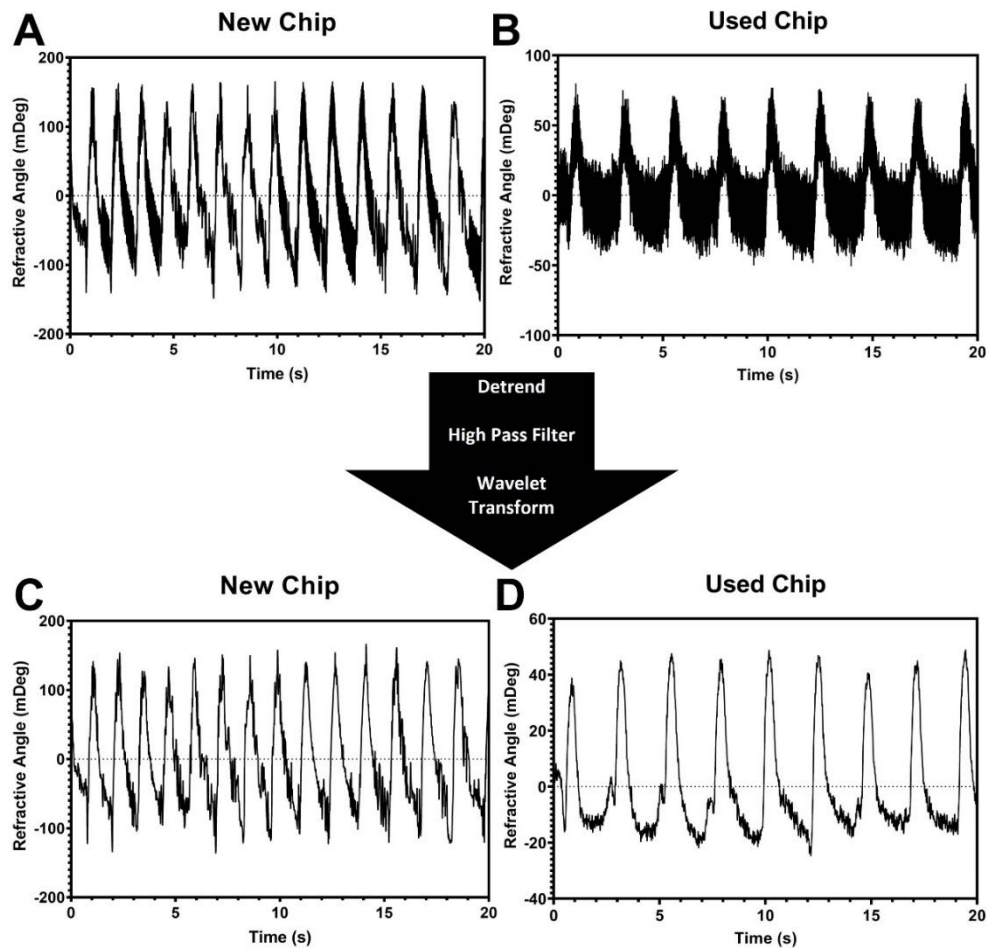 A
New Chip
Refractive Angle (mDeg)
200
100
0
-100
-200
0
5
10
15
20
Time (s)
B
Used Chip
Refractive Angle (mDeg)
100
50
0
-50
-100
0
5
10
15
20
Time (s)
Detrend
High Pass Filter
Wavelet
Transform
C
New Chip
Refractive Angle (mDeg)
200
100
0
-100
-200
0
5
10
15
20
Time (s)
D
Used Chip
Refractive Angle (mDeg)
60
40
20
0
-20
-40
0
5
10
15
20
Time (s)